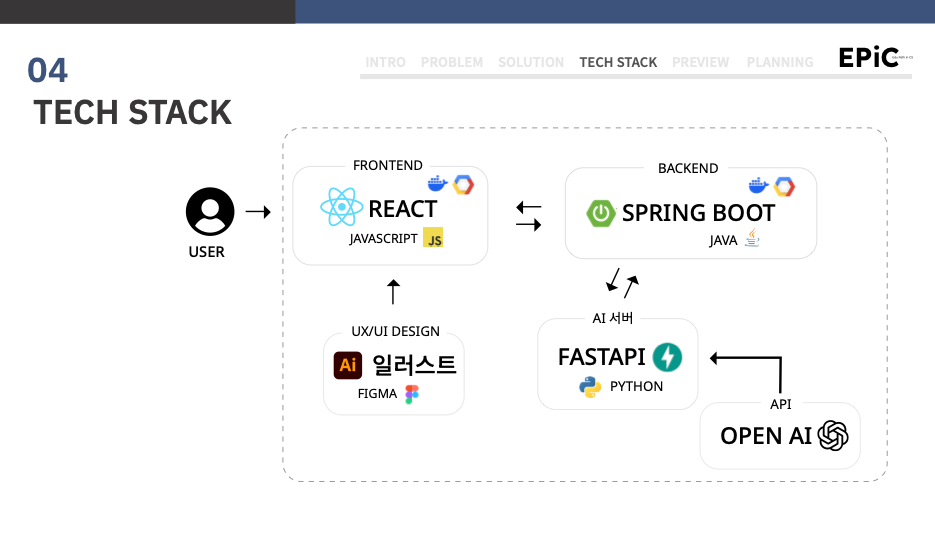 04
TECH STACK
INTRO PROBLEM SOLUTION TECH STACK PREVIEW PLANNING
EPiC
FRONTEND
REACT
JAVASCRIPT JS
BACKEND
SPRING BOOT
JAVA
USER
UX/UI DESIGN
Ai 일러스트
FIGMA
AI 서버
FASTAPI
PYTHON
API
OPEN AI